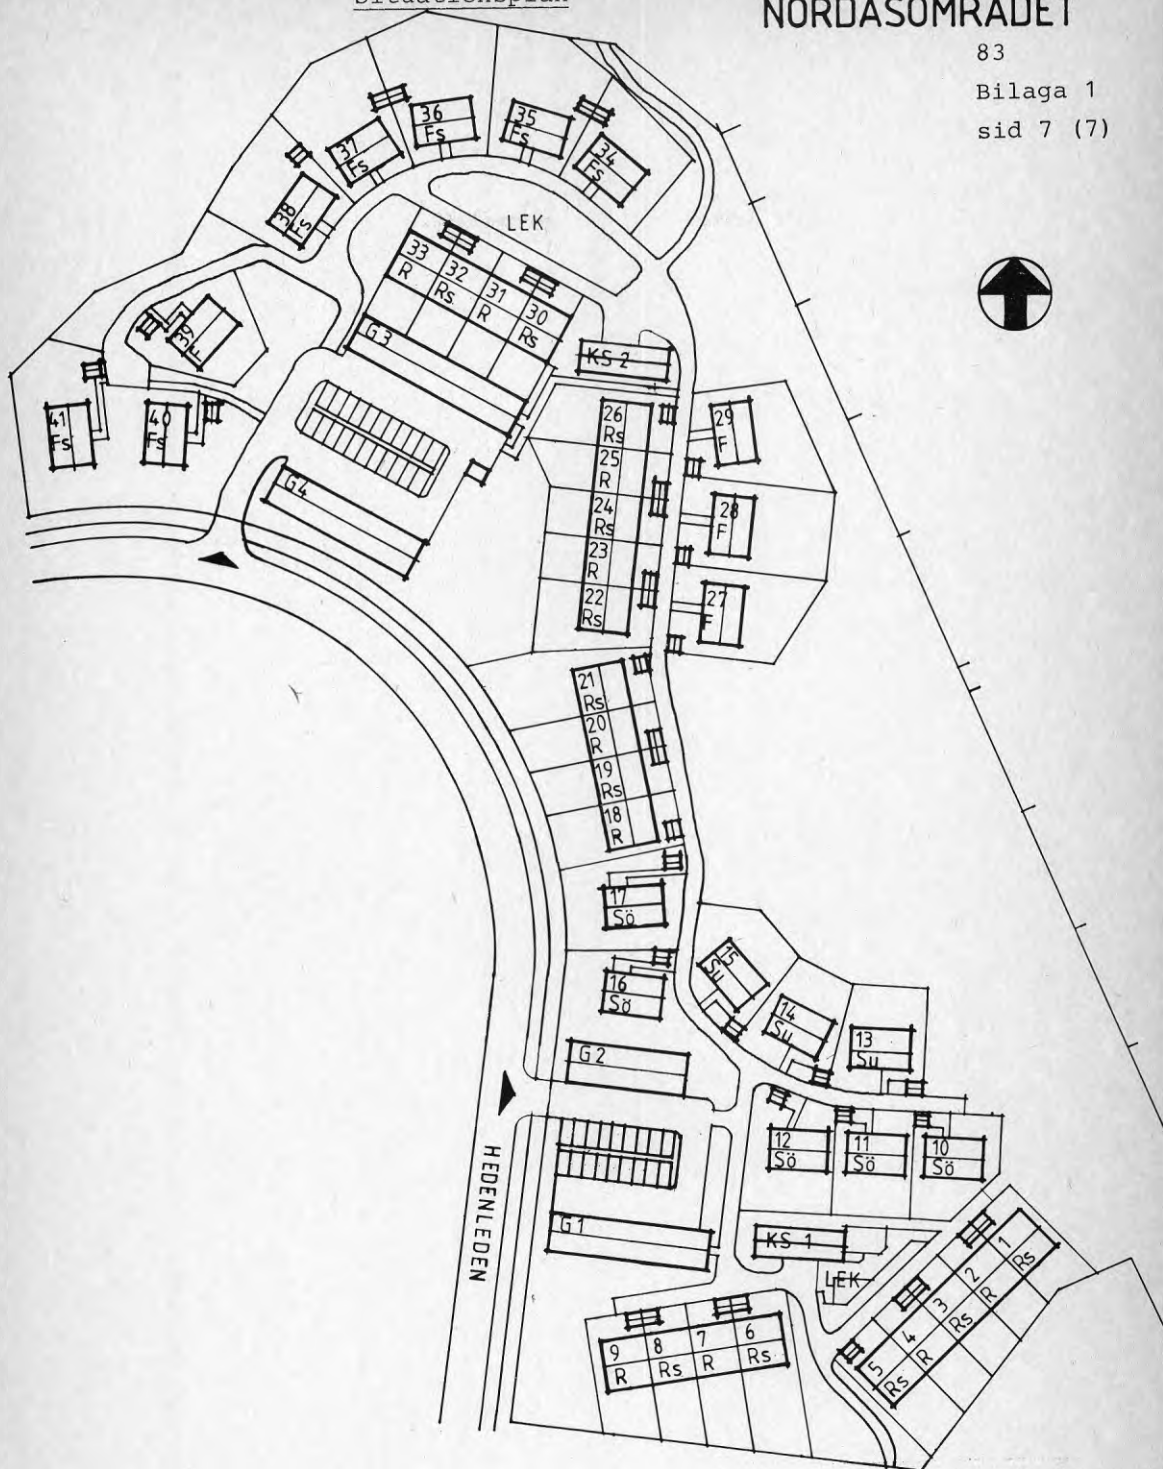 Situationsplan
NORDÅSOMRÅDET
83
Bilaga 1
sid 7 (7)
36
Fs
35
Fs
37
Fs
34
Fs
38
Fs
LEK
33
R
32
Rs
31
R
30
Rs
39
F
G3
KS 2
41
Fs
40
Fs
G4
26
Rs
25
R
24
Rs
23
R
22
Rs
29
F
28
F
27
F
21
Rs
20
R
19
Rs
18
R
17
Sö
16
Sö
15
Su
14
Su
13
Su
G2
12
Sö
11
Sö
10
Sö
HEDENLEDEN
G1
KS 1
LEK
1
Rs
2
R
3
Rs
4
R
5
Rs
9
R
8
Rs
7
R
6
Rs